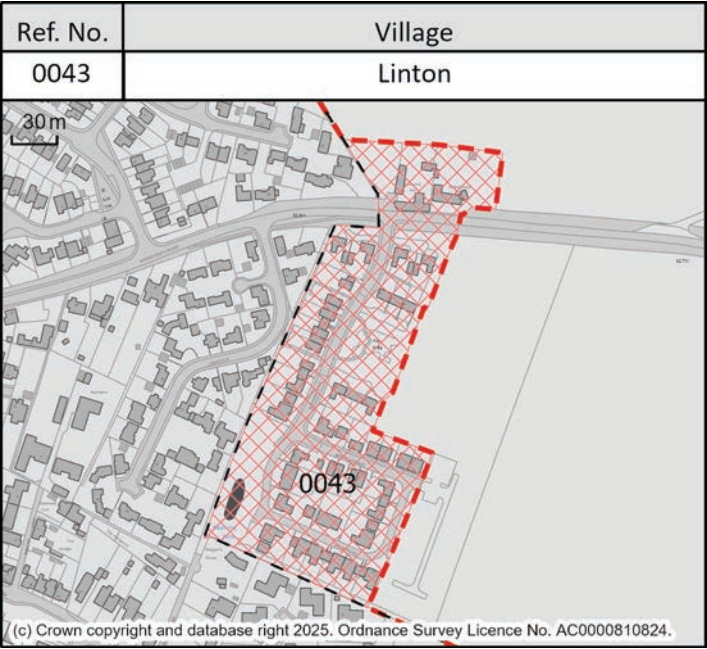 Ref. No. Village
0043 Linton
30 m
0043
(c) Crown copyright and database right 2025. Ordnance Survey Licence No. AC0000810824.